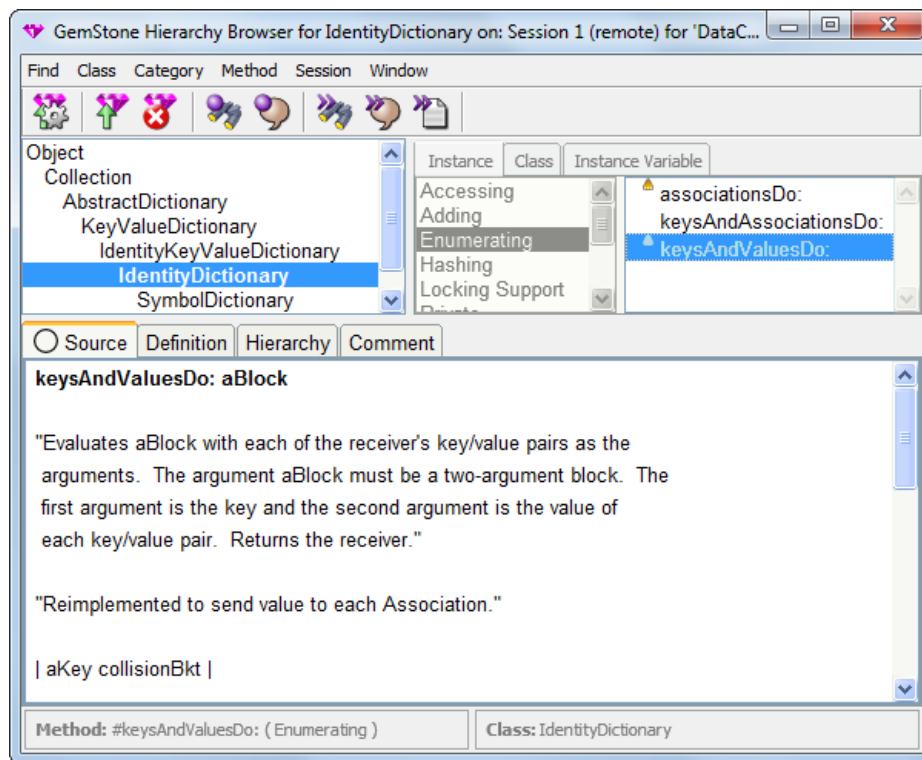 GemStone Hierarchy Browser for IdentityDictionary on: Session 1 (remote) for 'DataC...
Find Class Category Method Session Window
Object
Collection
AbstractDictionary
KeyValueDictionary
IdentityKeyValueDictionary
IdentityDictionary
SymbolDictionary
Instance Class Instance Variable
Accessing
Adding
Enumerating
Hashing
Locking Support
Private
associationsDo:
keysAndAssociationsDo:
keysAndValuesDo:
Source Definition Hierarchy Comment
keysAndValuesDo: aBlock
"Evaluates aBlock with each of the receiver's key/value pairs as the
arguments. The argument aBlock must be a two-argument block. The
first argument is the key and the second argument is the value of
each key/value pair. Returns the receiver."
"Reimplemented to send value to each Association."
| aKey collisionBkt |
Method: #keysAndValuesDo: ( Enumerating )
Class: IdentityDictionary